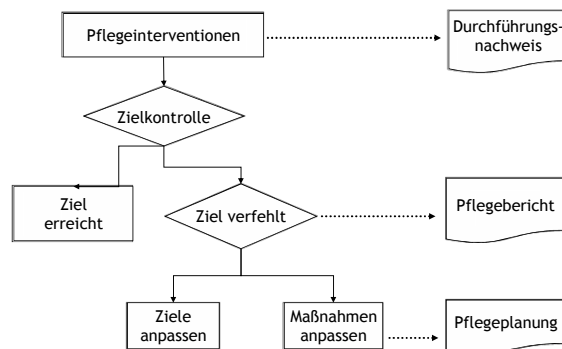 Pflegeinterventionen
Durchführungs-
nachweis
Zielkontrolle
Ziel
erreicht
Ziel verfehlt
Pflegebericht
Ziele
anpassen
Maßnahmen
anpassen
Pflegeplanung